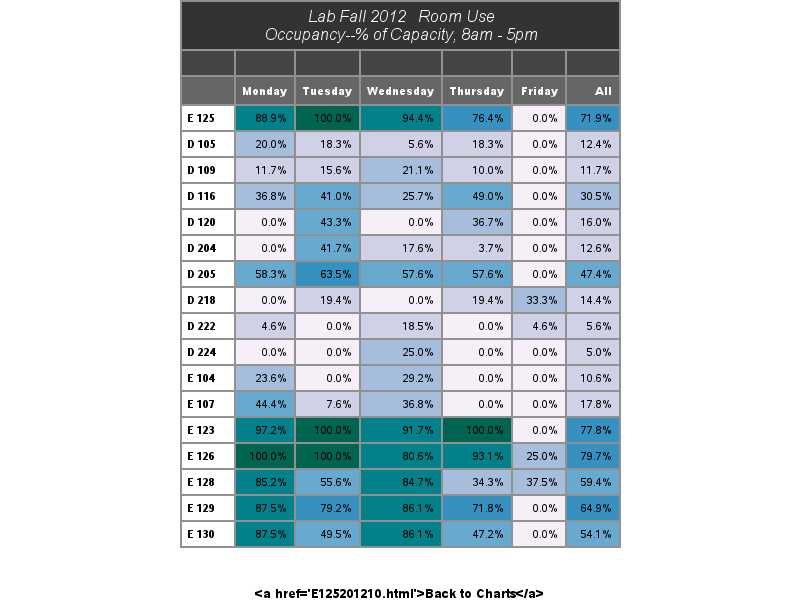 Lab Fall 2012 Room Use
Occupancy--% of Capacity, 8am - 5pm
Monday Tuesday Wednesday Thursday Friday All
E 125 88.9% 100.0% 94.4% 76.4% 0.0% 71.9%
D 105 20.0% 18.3% 5.6% 18.3% 0.0% 12.4%
D 109 11.7% 15.6% 21.1% 10.0% 0.0% 11.7%
D 116 36.8% 41.0% 25.7% 49.0% 0.0% 30.5%
D 120 0.0% 43.3% 0.0% 36.7% 0.0% 16.0%
D 204 0.0% 41.7% 17.6% 3.7% 0.0% 12.6%
D 205 58.3% 63.5% 57.6% 57.6% 0.0% 47.4%
D 218 0.0% 19.4% 0.0% 19.4% 33.3% 14.4%
D 222 4.6% 0.0% 18.5% 0.0% 4.6% 5.6%
D 224 0.0% 0.0% 25.0% 0.0% 0.0% 5.0%
E 104 23.6% 0.0% 29.2% 0.0% 0.0% 10.6%
E 107 44.4% 7.6% 36.8% 0.0% 0.0% 17.8%
E 123 97.2% 100.0% 91.7% 100.0% 0.0% 77.8%
E 126 100.0% 100.0% 80.6% 93.1% 25.0% 79.7%
E 128 85.2% 55.6% 84.7% 34.3% 37.5% 59.4%
E 129 87.5% 79.2% 86.1% 71.8% 0.0% 64.9%
E 130 87.5% 49.5% 86.1% 47.2% 0.0% 54.1%
<a href='E125201210.html'>Back to Charts</a>